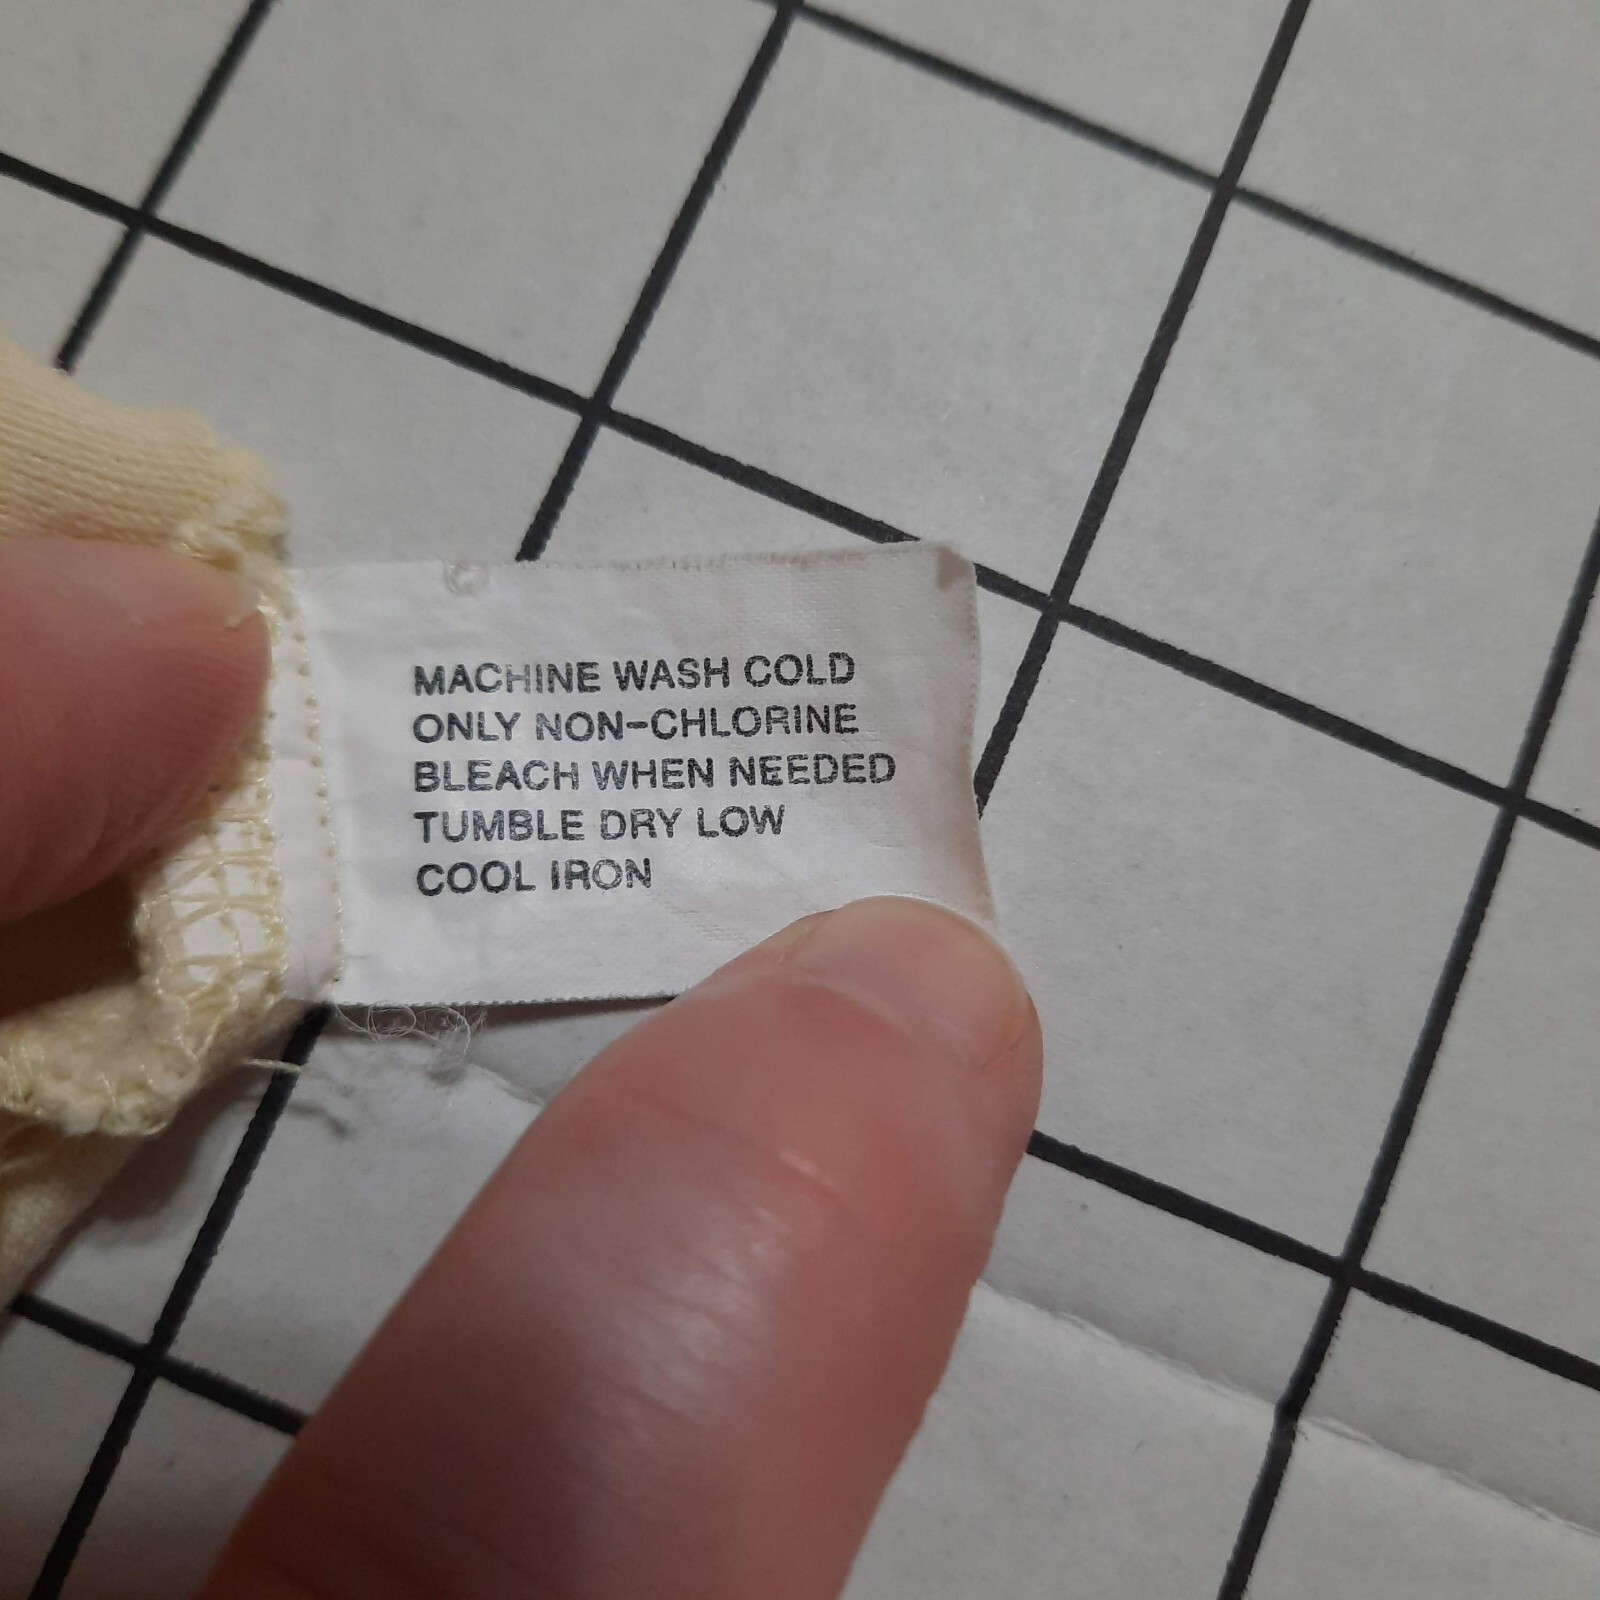 MACHINE WASH COLD
ONLY NON-CHLORINE
BLEACH WHEN NEEDED
TUMBLE DRY LOW
COOL IRON